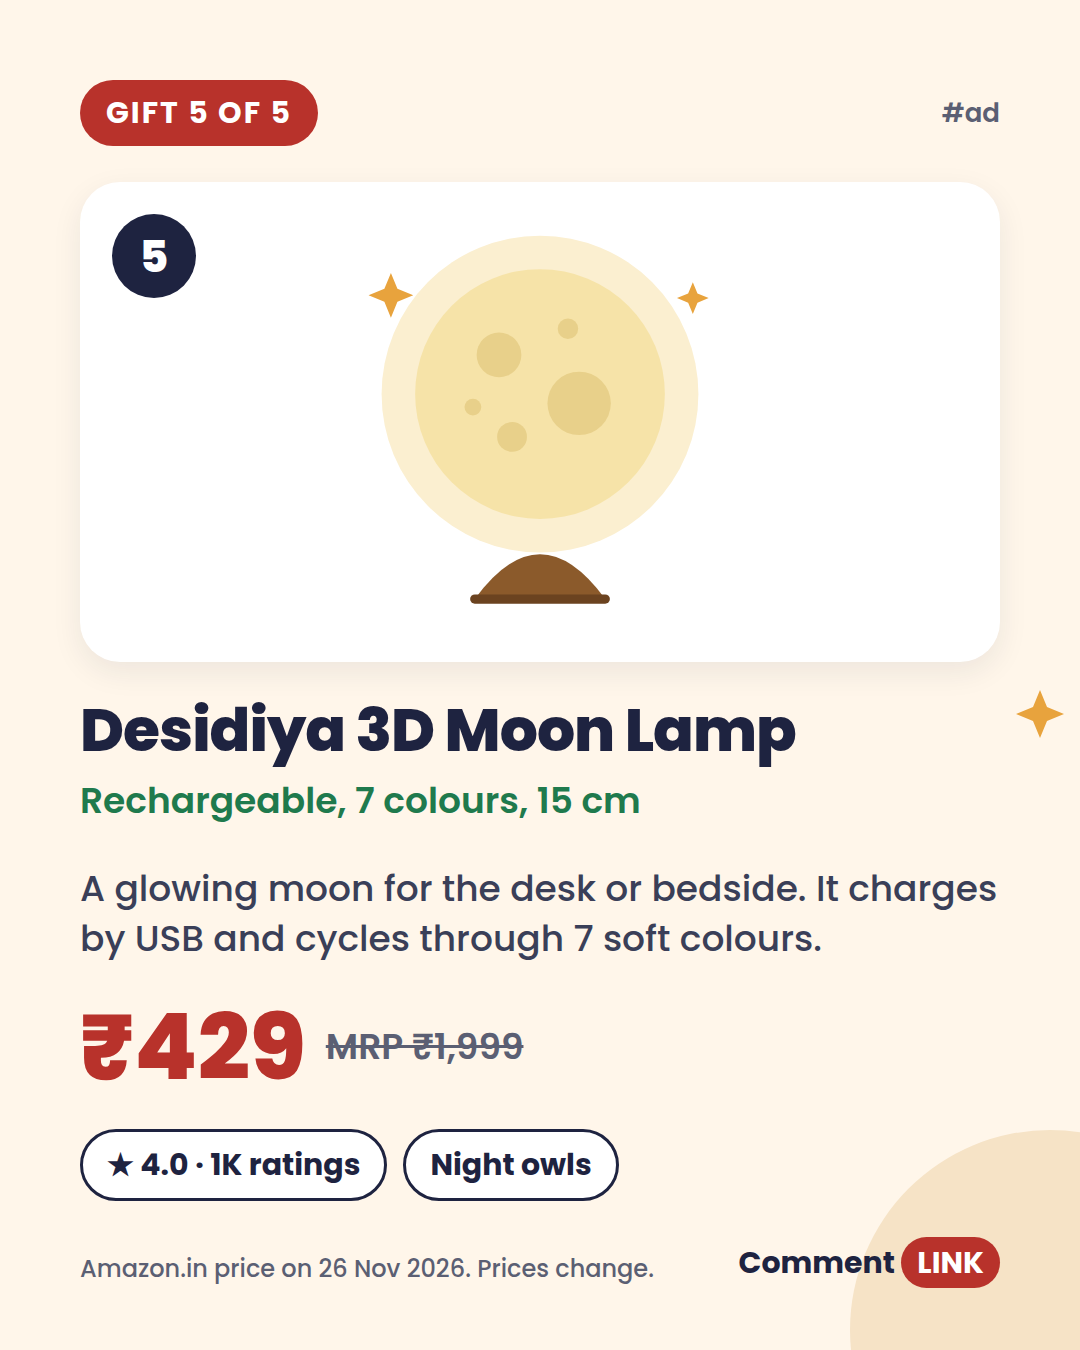 GIFT 5 OF 5
#ad
5
Desidiya 3D Moon Lamp
Rechargeable, 7 colours, 15 cm
A glowing moon for the desk or bedside. It charges
by USB and cycles through 7 soft colours.
₹429 MRP ₹1,999
★ 4.0 · 1K ratings
Night owls
Amazon.in price on 26 Nov 2026. Prices change.
Comment LINK